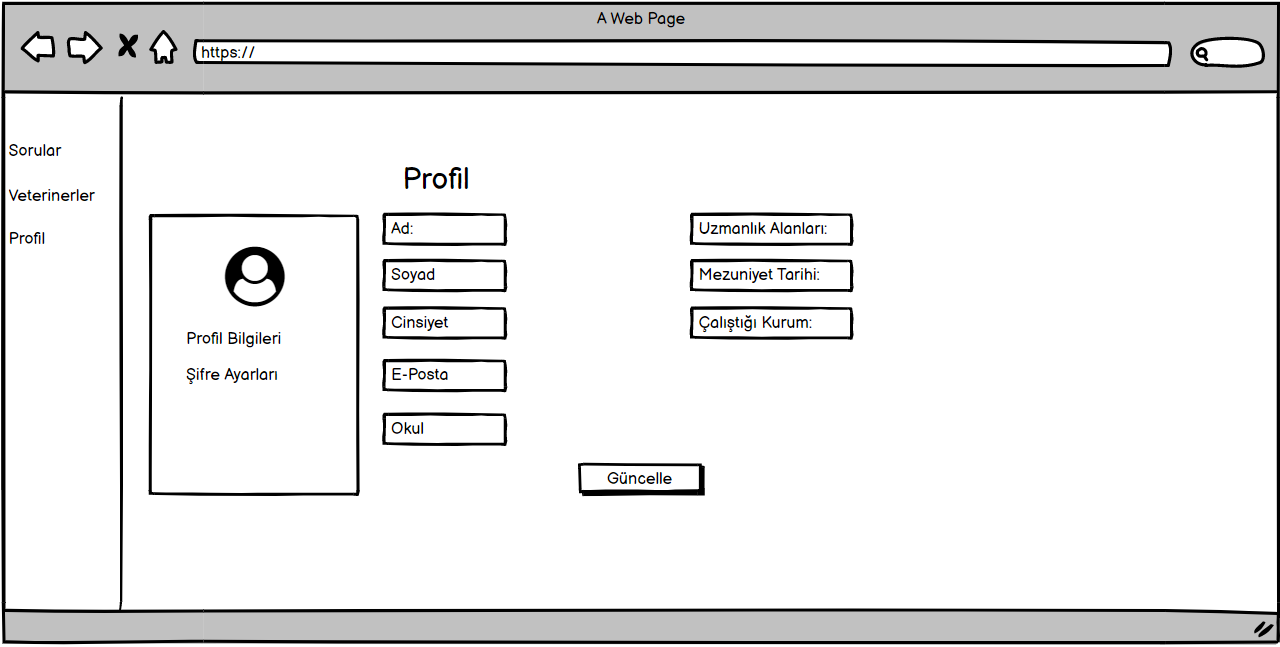 A Web Page
https://
Sorular
Veterinerler
Profil
Profil
Profil Bilgileri
Şifre Ayarları
Ad:
Soyad
Cinsiyet
E-Posta
Okul
Uzmanlık Alanları:
Mezuniyet Tarihi:
Çalıştığı Kurum:
Güncelle